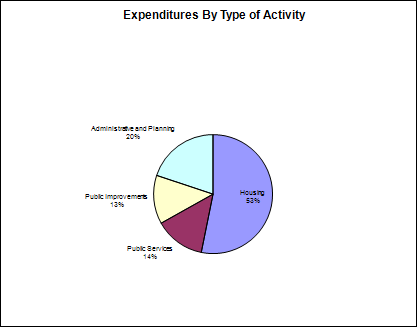 Expenditures By Type of Activity
Administrative and Planning
20%
Housing
53%
Public Improvements
13%
Public Services
14%